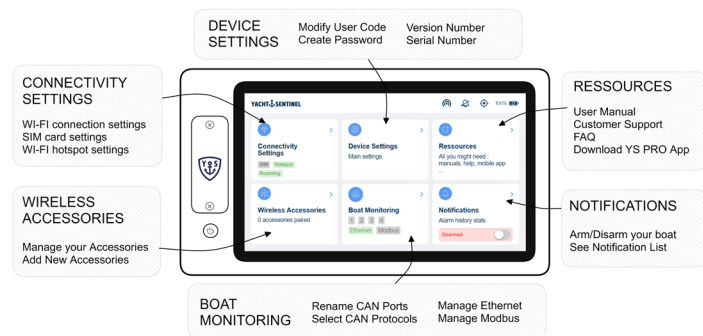 DEVICE
SETTINGS
Modify User Code
Create Password
Version Number
Serial Number
CONNECTIVITY
SETTINGS
WI-FI connection settings
SIM card settings
WI-FI hotspot settings
RESSOURCES
User Manual
Customer Support
FAQ
Download YS PRO App
YACHT SENTINEL
100%
Connectivity
Settings
SIM Hotspot
Roaming
Device Settings
Main settings
Ressources
All you might need :
manuals, help, mobile app
...
Y S
WIRELESS
ACCESSORIES
Manage your Accessories
Add New Accessories
Wireless Accessories
0 accessories paired
Boat Monitoring
1 2 3 4
Ethernet Modbus
Notifications
Alarm history stats
Disarmed
NOTIFICATIONS
Arm/Disarm your boat
See Notification List
BOAT
MONITORING
Rename CAN Ports
Select CAN Protocols
Manage Ethernet
Manage Modbus